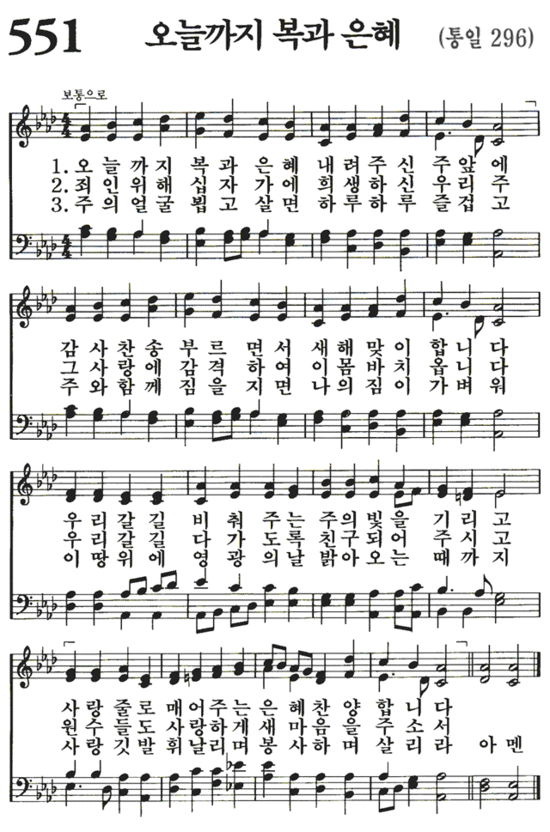 551 오늘까지 복과 은혜 (통일 296)
보통으로
1. 오늘까지 복과 은혜 내려주신 주앞에
2. 죄인위해 십자가에 희생하신 우리주
3. 주의얼굴 뵙고 살면 하루하루 즐겁고
감사찬송 부르면서 새해맞이 합니다
그사랑에 감격하여 이몸바치 옵니다
주와함께 짐을 지면 나의짐이 가벼워
우리갈길 비춰주는 주의빛을 기리고
우리갈길 다가도록 친구되어 주시고
이땅위에 영광의날 밝아오는 때까지
사랑줄로 매어주는 은혜찬양 합니다
원수들도 사랑하게 새마음을 주소서
사랑깃발 휘날리며 봉사하며 살리라 아멘